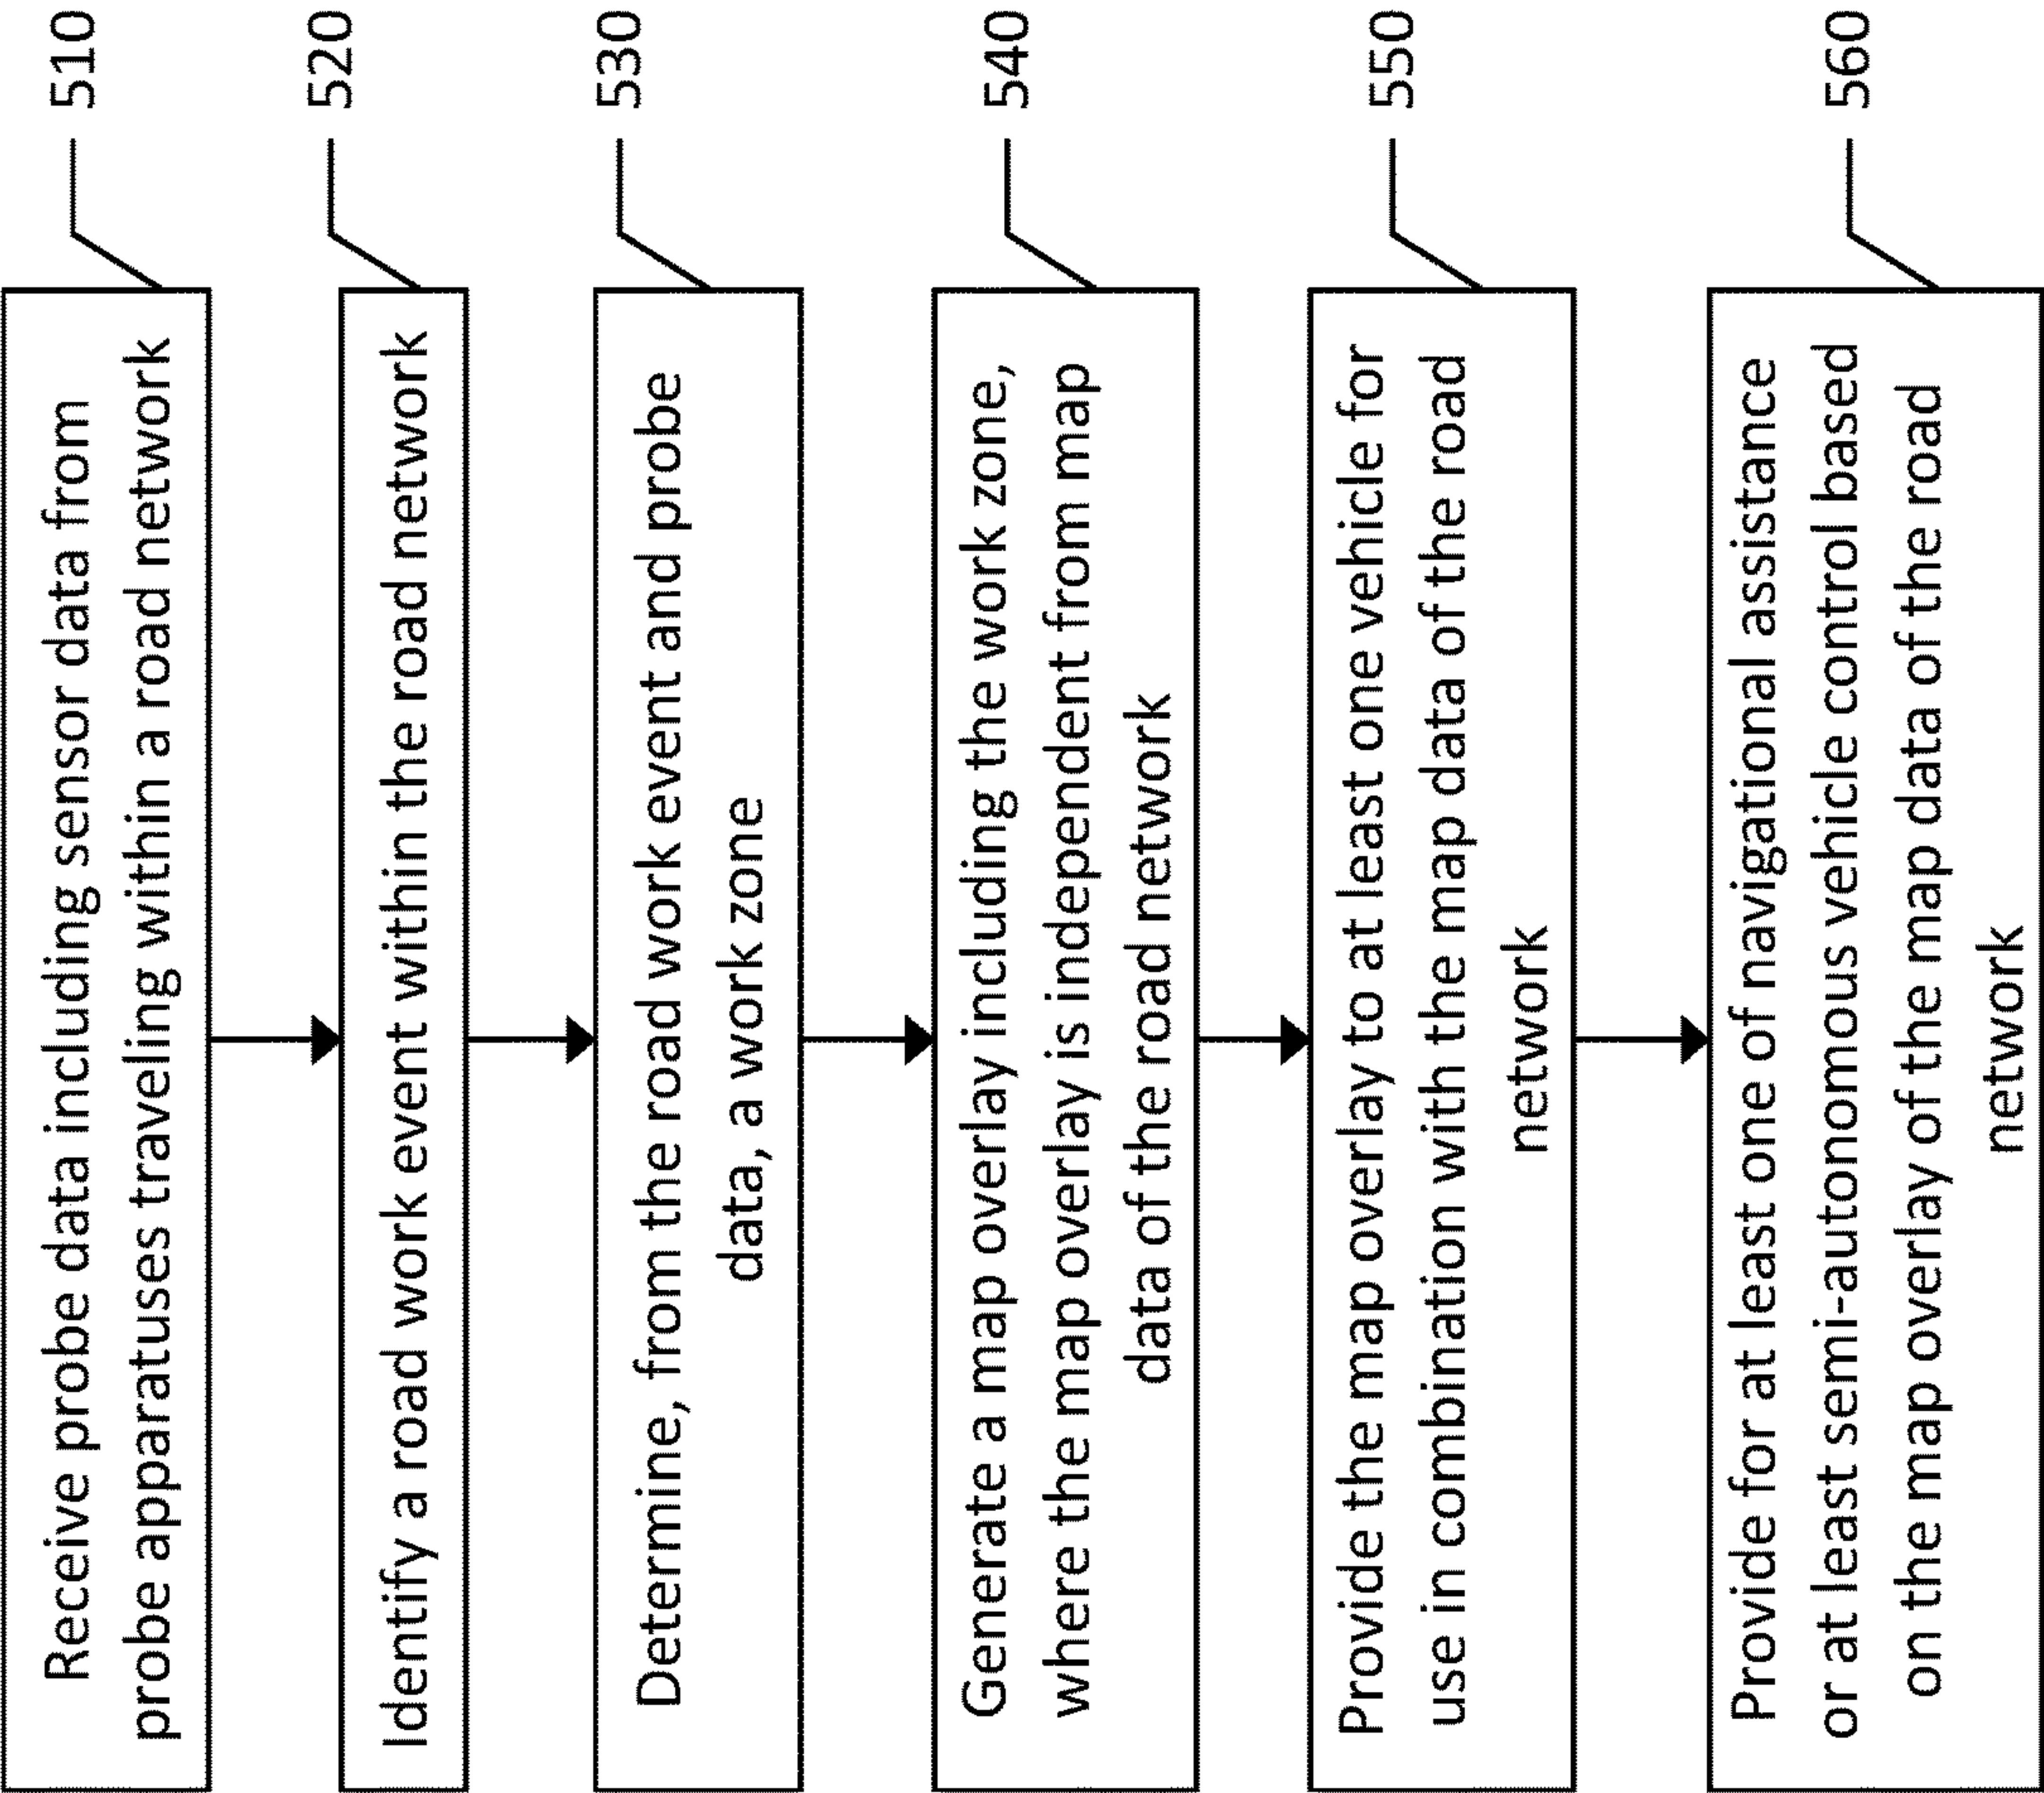 Receive probe data including sensor data from
probe apparatuses traveling within a road network
510
Identify a road work event within the road network
520
Determine, from the road work event and probe
data, a work zone
530
Generate a map overlay including the work zone,
where the map overlay is independent from map
data of the road network
540
Provide the map overlay to at least one vehicle for
use in combination with the map data of the road
network
550
Provide for at least one of navigational assistance
or at least semi-autonomous vehicle control based
on the map overlay of the map data of the road
network
560